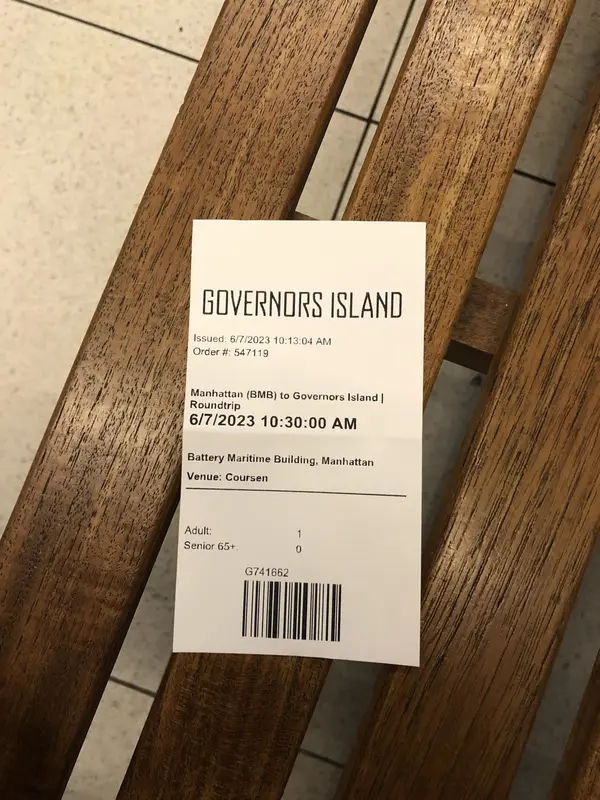 GOVERNORS ISLAND
Issued: 6/7/2023 10:13:04 AM
Order #: 547119
Manhattan (BMB) to Governors Island |
Roundtrip
6/7/2023 10:30:00 AM
Battery Maritime Building, Manhattan
Venue: Coursen
Adult: 1
Senior 65+: 0
G741662